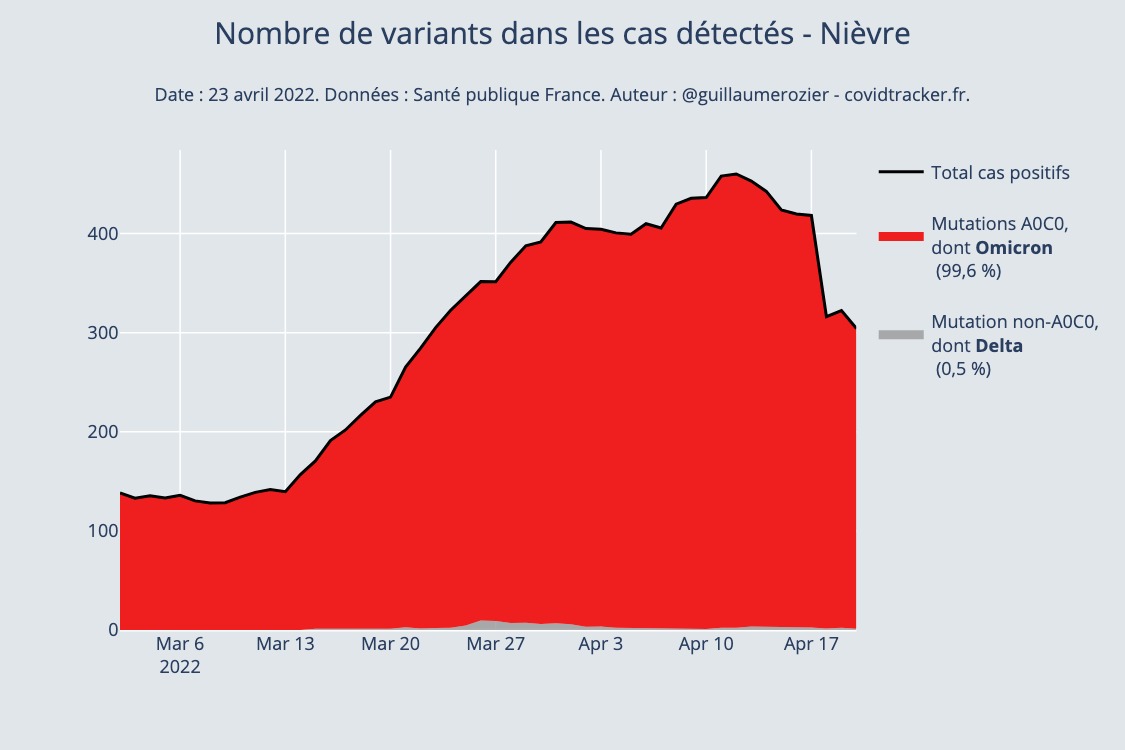 Nombre de variants dans les cas détectés - Nièvre
Date : 23 avril 2022. Données : Santé publique France. Auteur : @guillaumerozier - covidtracker.fr.
Total cas positifs
Mutations A0C0,
dont Omicron
(99,6 %)
Mutation non-A0C0,
dont Delta
(0,5 %)
400
300
200
100
0
Mar 6
2022
Mar 13
Mar 20
Mar 27
Apr 3
Apr 10
Apr 17